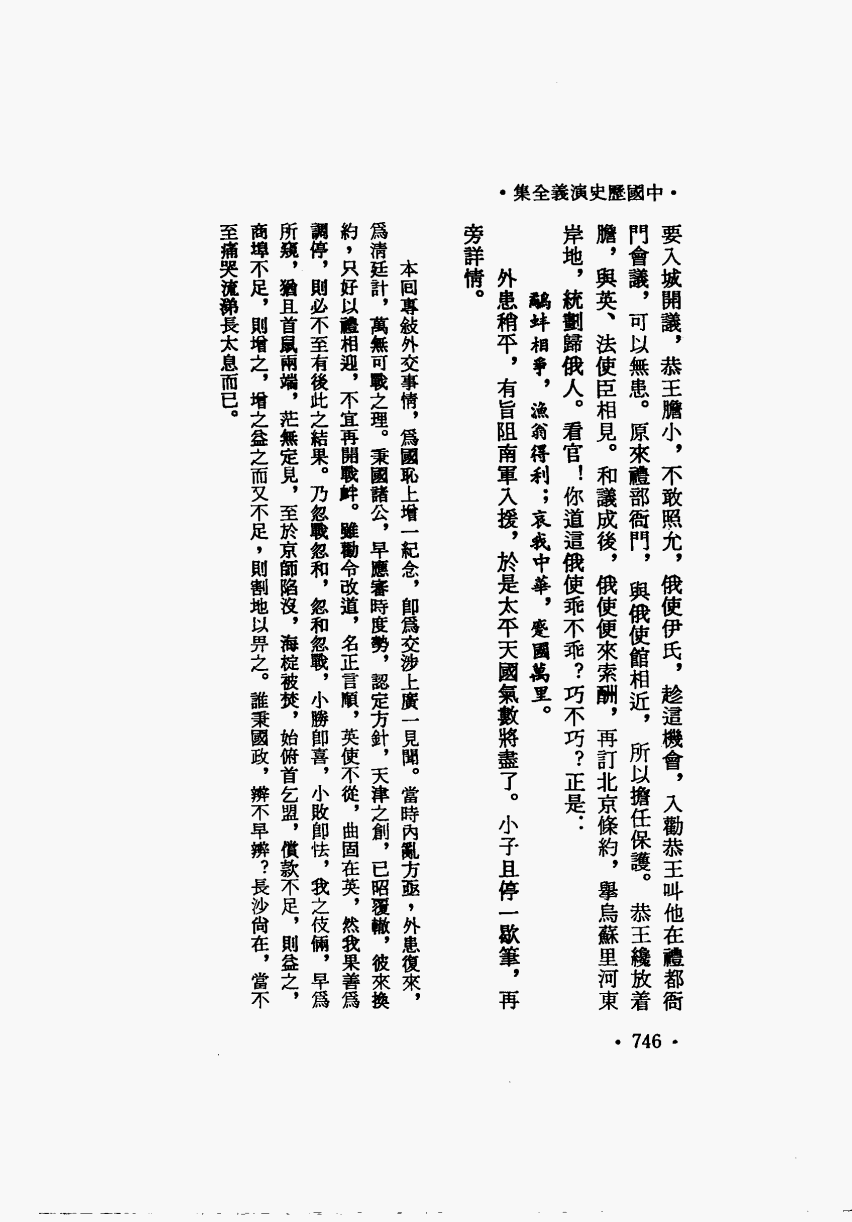 •中國歷史演義全集•
要入城開議，恭王膽小，不敢照允，俄使伊氏，趁這機會，入勸恭王叫他在禮都衙
門會議，可以無患。原來禮部衙門，與俄使館相近，所以擔任保護。恭王纔放着
膽，與英、法使臣相見。和議成後，俄使便來索酬，再訂北京條約，舉烏蘇里河東
岸地，統劃歸俄人。看官！你道這俄使乖不乖？巧不巧？正是：
鷸蚌相爭，漁翁得利；哀我中華，蹙國萬里。
外患稍平，有旨阻南軍入援，於是太平天國氣數將盡了。小子且停一歇筆，再
旁詳情。
本回專敍外交事情，爲國恥上增一紀念，卽爲交涉上廣一見聞。當時內亂方亟，外患復來，
爲清廷計，萬無可戰之理。秉國諸公，早應審時度勢，認定方針，天津之創，已昭覆轍，彼來換
約，只好以禮相迎，不宜再開戰衅。雖勸令改道，名正言順，英使不從，曲固在英，然我果善爲
調停，則必不至有後此之結果。乃忽戰忽和，忽和忽戰，小勝卽喜，小敗卽怯，我之伎倆，早爲
所窺，猶且首鼠兩端，茫無定見，至於京師陷沒，海椗被焚，始俯首乞盟，償款不足，則益之，
商埠不足，則增之，增之益之而又不足，則割地以畀之。誰秉國政，辨不早辨？長沙尙在，當不
至痛哭流涕長太息而已。
•746•